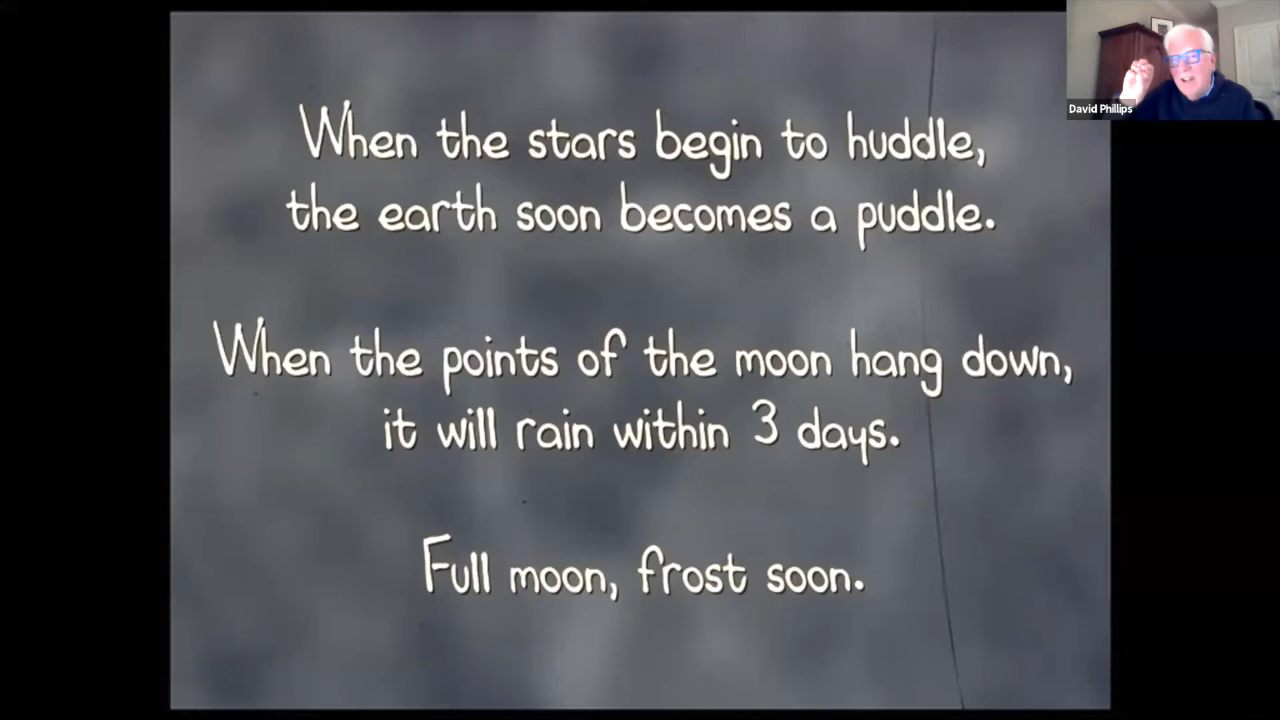 When the stars begin to huddle,
the earth soon becomes a puddle.
When the points of the moon hang down,
it will rain within 3 days.
Full moon, frost soon.
David Phillips